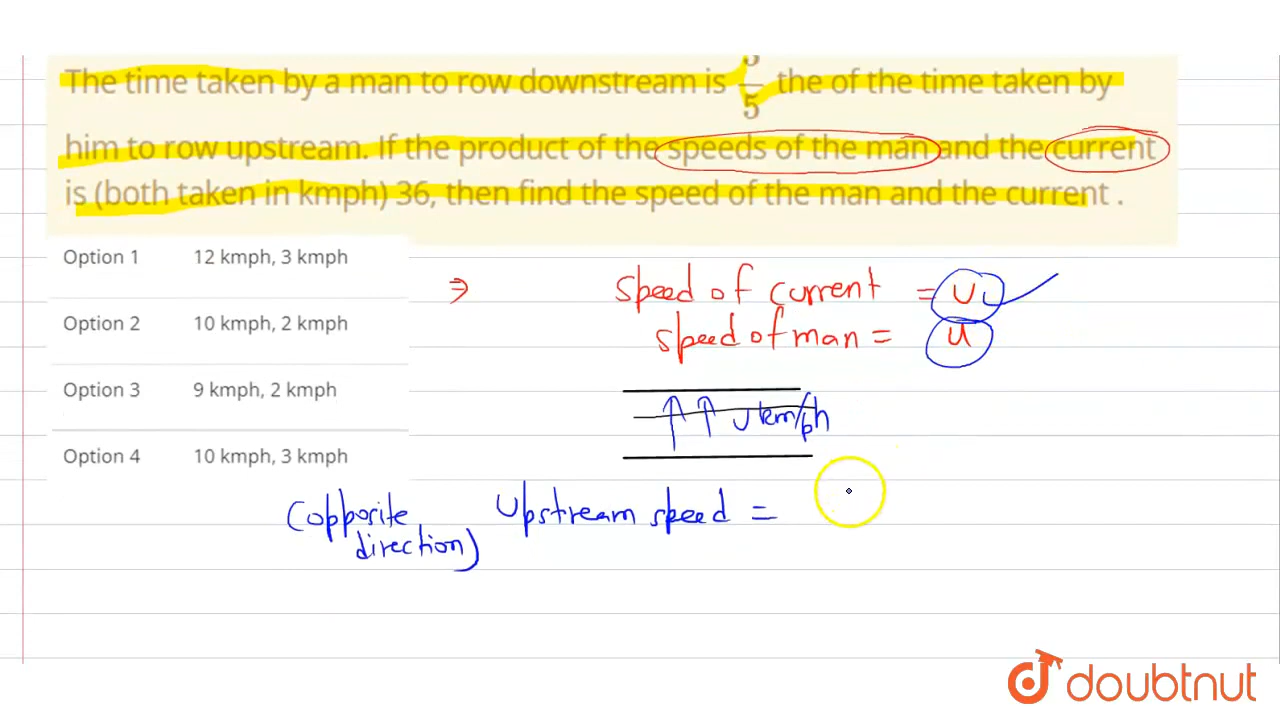 The time taken by a man to row downstream is 3/5 the of the time taken by
him to row upstream. If the product of the speeds of the man and the current
is (both taken in kmph) 36, then find the speed of the man and the current .
Option 1 12 kmph, 3 kmph
Option 2 10 kmph, 2 kmph
Option 3 9 kmph, 2 kmph
Option 4 10 kmph, 3 kmph
⇒ speed of current = υ
speed of man = u
υ km/ph
(opposite direction) Upstream speed =
doubtnut